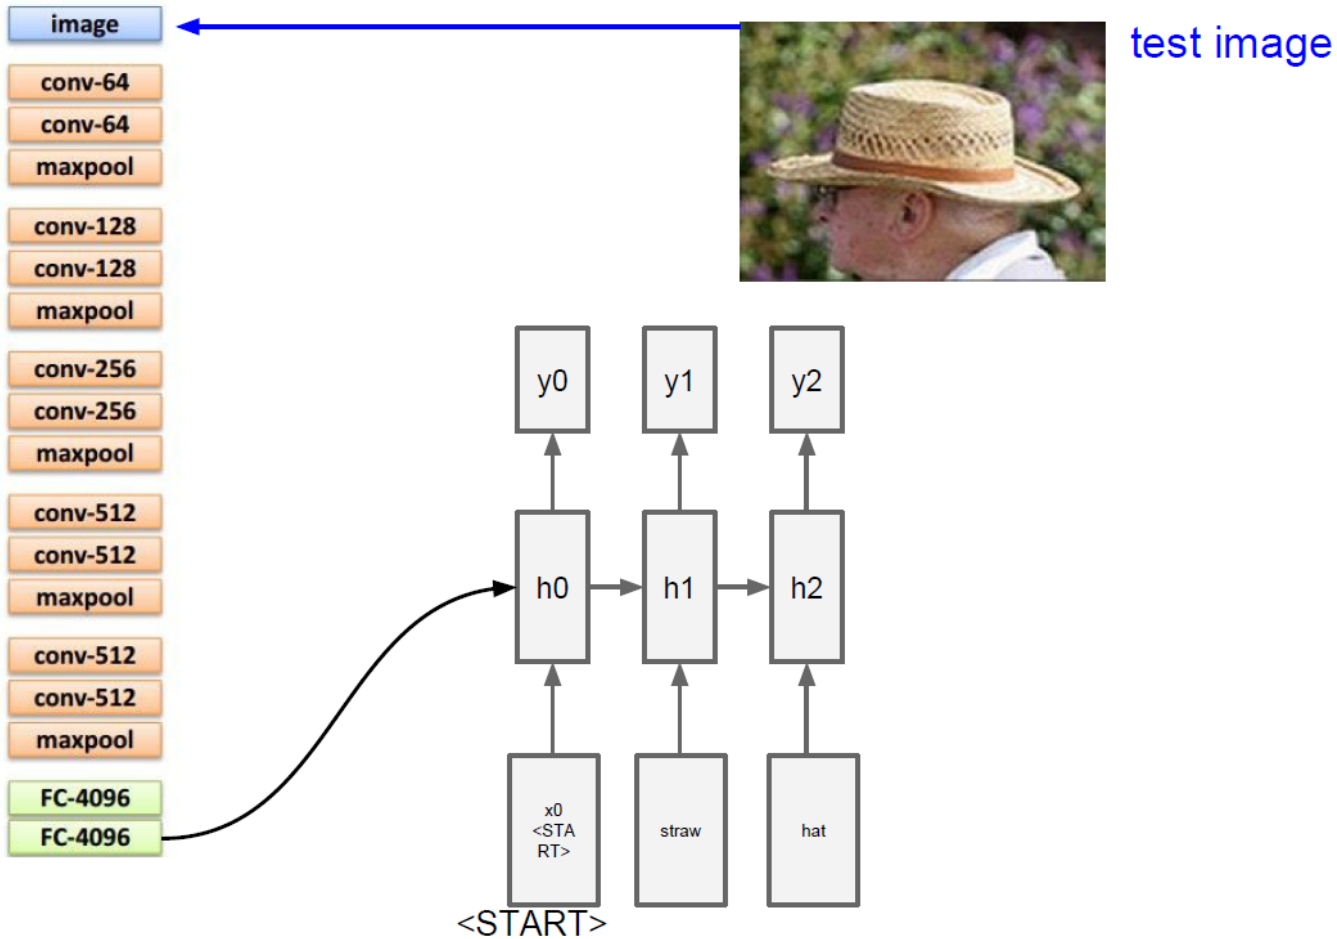 image
conv-64
conv-64
maxpool
conv-128
conv-128
maxpool
conv-256
conv-256
maxpool
conv-512
conv-512
maxpool
conv-512
conv-512
maxpool
FC-4096
FC-4096
test image
y0
y1
y2
h0
h1
h2
x0
<STA
RT>
straw
hat
<START>